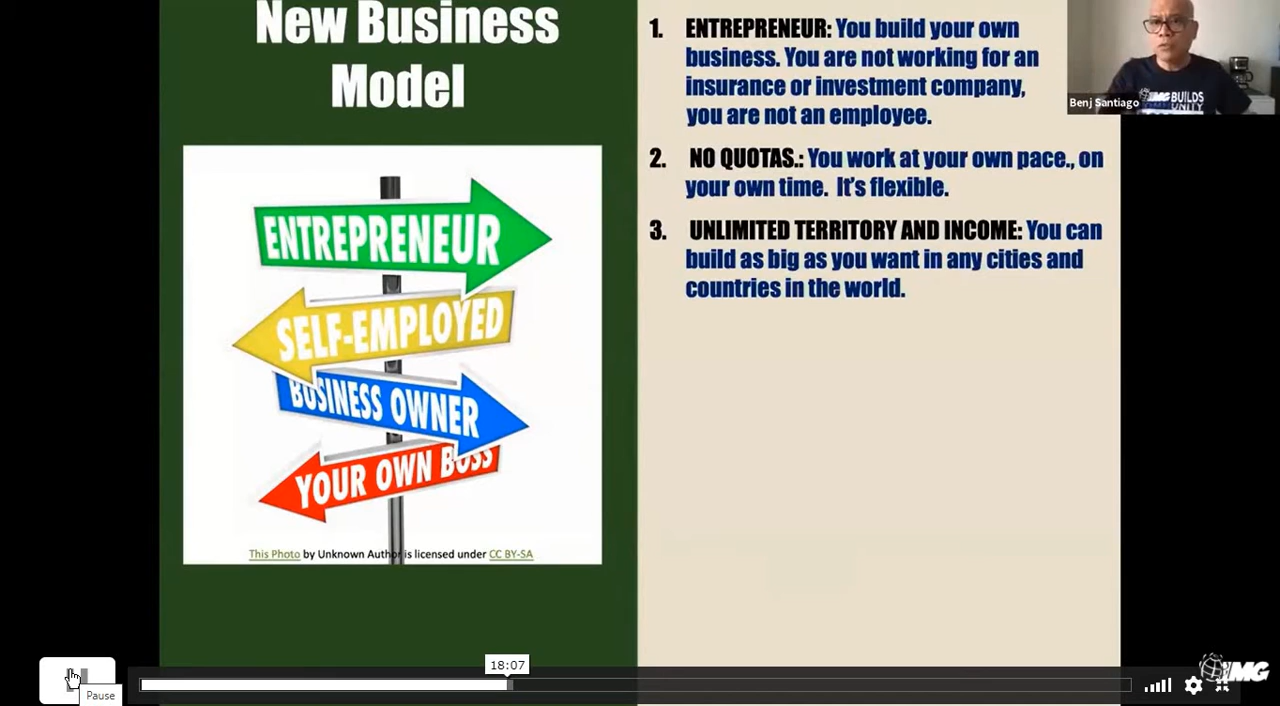 New Business
Model
ENTREPRENEUR
SELF-EMPLOYED
BUSINESS OWNER
YOUR OWN BOSS
This Photo by Unknown Author is licensed under CC BY-SA
1. ENTREPRENEUR: You build your own
business. You are not working for an
insurance or investment company,
you are not an employee.
2. NO QUOTAS.: You work at your own pace., on
your own time. It's flexible.
3. UNLIMITED TERRITORY AND INCOME: You can
build as big as you want in any cities and
countries in the world.
IMG BUILDS
Benj Santiago
18:07
Pause
IMG